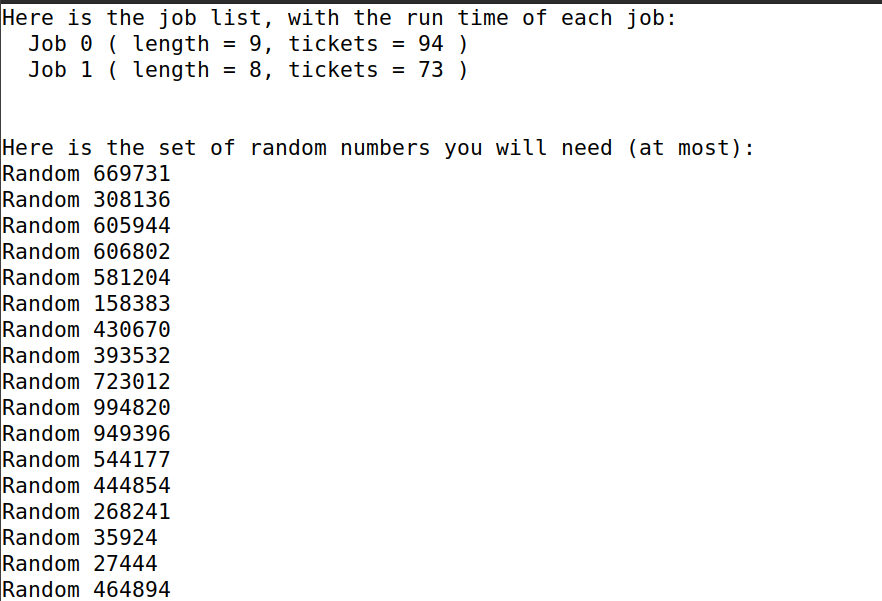 Here is the job list, with the run time of each job:
  Job 0 ( length = 9, tickets = 94 )
  Job 1 ( length = 8, tickets = 73 )
Here is the set of random numbers you will need (at most):
Random 669731
Random 308136
Random 605944
Random 606802
Random 581204
Random 158383
Random 430670
Random 393532
Random 723012
Random 994820
Random 949396
Random 544177
Random 444854
Random 268241
Random 35924
Random 27444
Random 464894